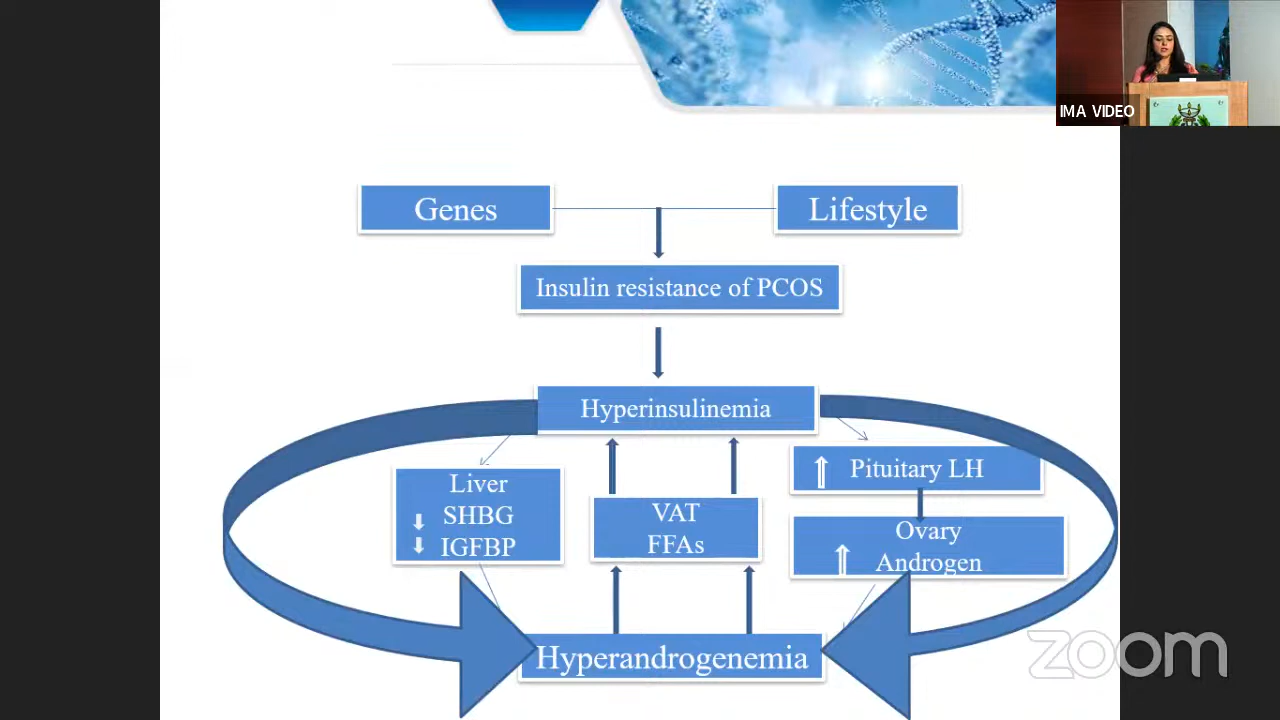 IMA VIDEO
Genes
Lifestyle
Insulin resistance of PCOS
Hyperinsulinemia
Liver
SHBG
IGFBP
VAT
FFAs
Pituitary LH
Ovary
Androgen
Hyperandrogenemia
zoom